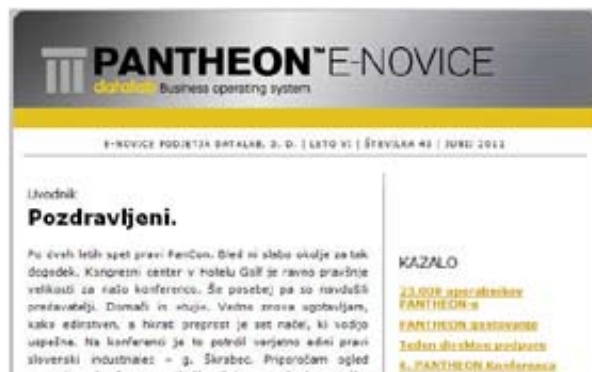 PANTHEON™E-NOVICE
datalab Business operating system
E-NOVICE PODJETJA DATALAB, D. D. | LETO VI | ŠTEVILKA 43 | JUNIJ 2011
Uvodnik
Pozdravljeni.
Po dveh letih spet pravi PanCon. Bled ni slabo okolje za tak
dogodek. Kongresni center v Hotelu Golf je ravno pravšnje
velikosti za našo konferenco. Še posebej pa so navdušili
predavatelji. Domači in »tuji«. Vedno znova ugotavljam,
kako edinstven, a hkrati preprost je set načel, ki vodijo
uspešna. Na konferenci je to potrdil verjetno edini pravi
slovenski industrialec - g. Škrabec. Priporočam ogled
KAZALO
23.000 uporabnikov
PANTHEON-a
PANTHEON gostovanje
Teden direktne podpore
6. PANTHEON Konferenca